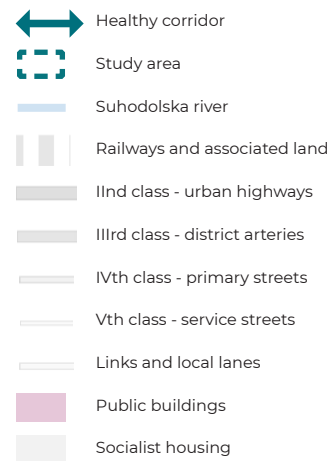 Healthy corridor
Study area
Suhodolska river
Railways and associated land
IInd class - urban highways
IIIrd class - district arteries
IVth class - primary streets
Vth class - service streets
Links and local lanes
Public buildings
Socialist housing